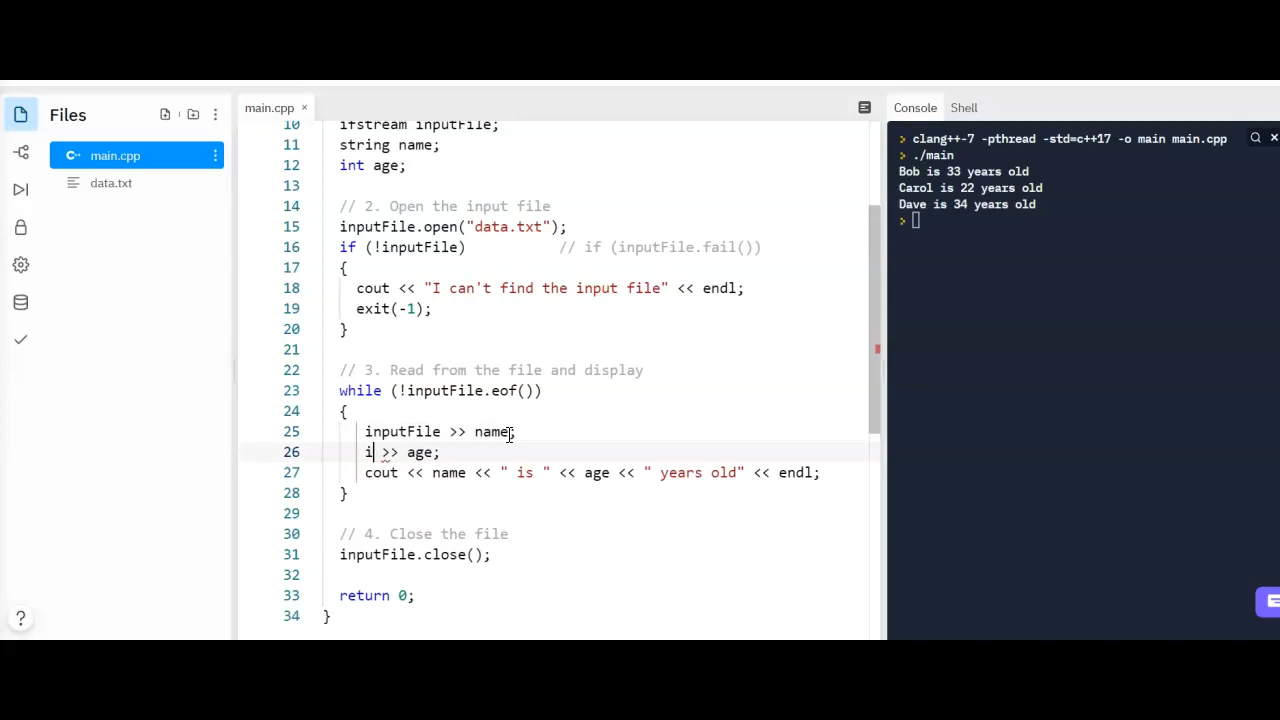 Files
main.cpp
data.txt
main.cpp ×
10 ifstream inputFile;
11 string name;
12 int age;
13
14 // 2. Open the input file
15 inputFile.open("data.txt");
16 if (!inputFile) // if (inputFile.fail())
17 {
18 cout << "I can't find the input file" << endl;
19 exit(-1);
20 }
21
22 // 3. Read from the file and display
23 while (!inputFile.eof())
24 {
25 inputFile >> name;
26 i >> age;
27 cout << name << " is " << age << " years old" << endl;
28 }
29
30 // 4. Close the file
31 inputFile.close();
32
33 return 0;
34 }
Console Shell
> clang++-7 -pthread -std=c++17 -o main main.cpp
> ./main
Bob is 33 years old
Carol is 22 years old
Dave is 34 years old
>
?